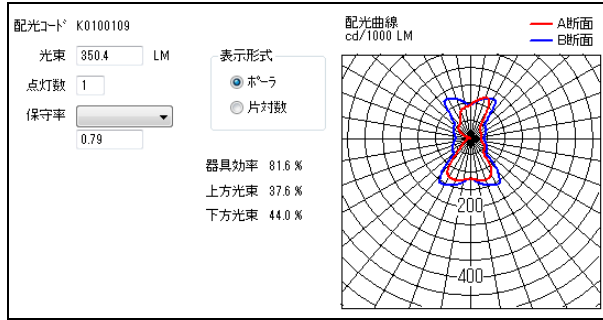 配光コード K0100109
光束 350.4 LM
点灯数 1
保守率
0.79
表示形式
ポーラ
片対数
器具効率 81.6 %
上方光束 37.6 %
下方光束 44.0 %
配光曲線
cd/1000 LM
A断面
B断面
200
400